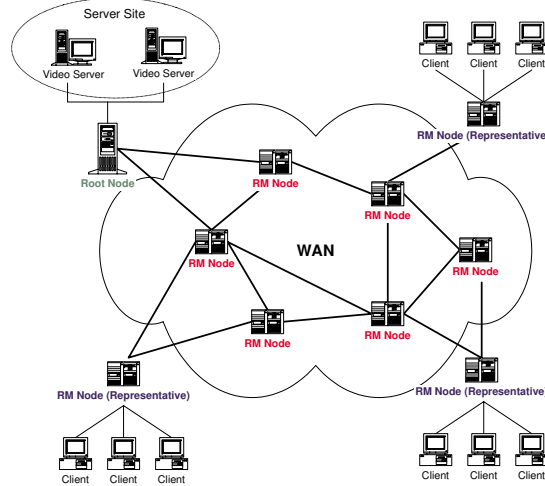 Server Site
Video Server
Video Server
Client
Client
Client
RM Node (Representative
Root Node
RM Node
RM Node
WAN
RM Node
RM Node
RM Node
RM Node
RM Node (Representative)
RM Node (Representative)
Client
Client
Client
Client
Client
Client